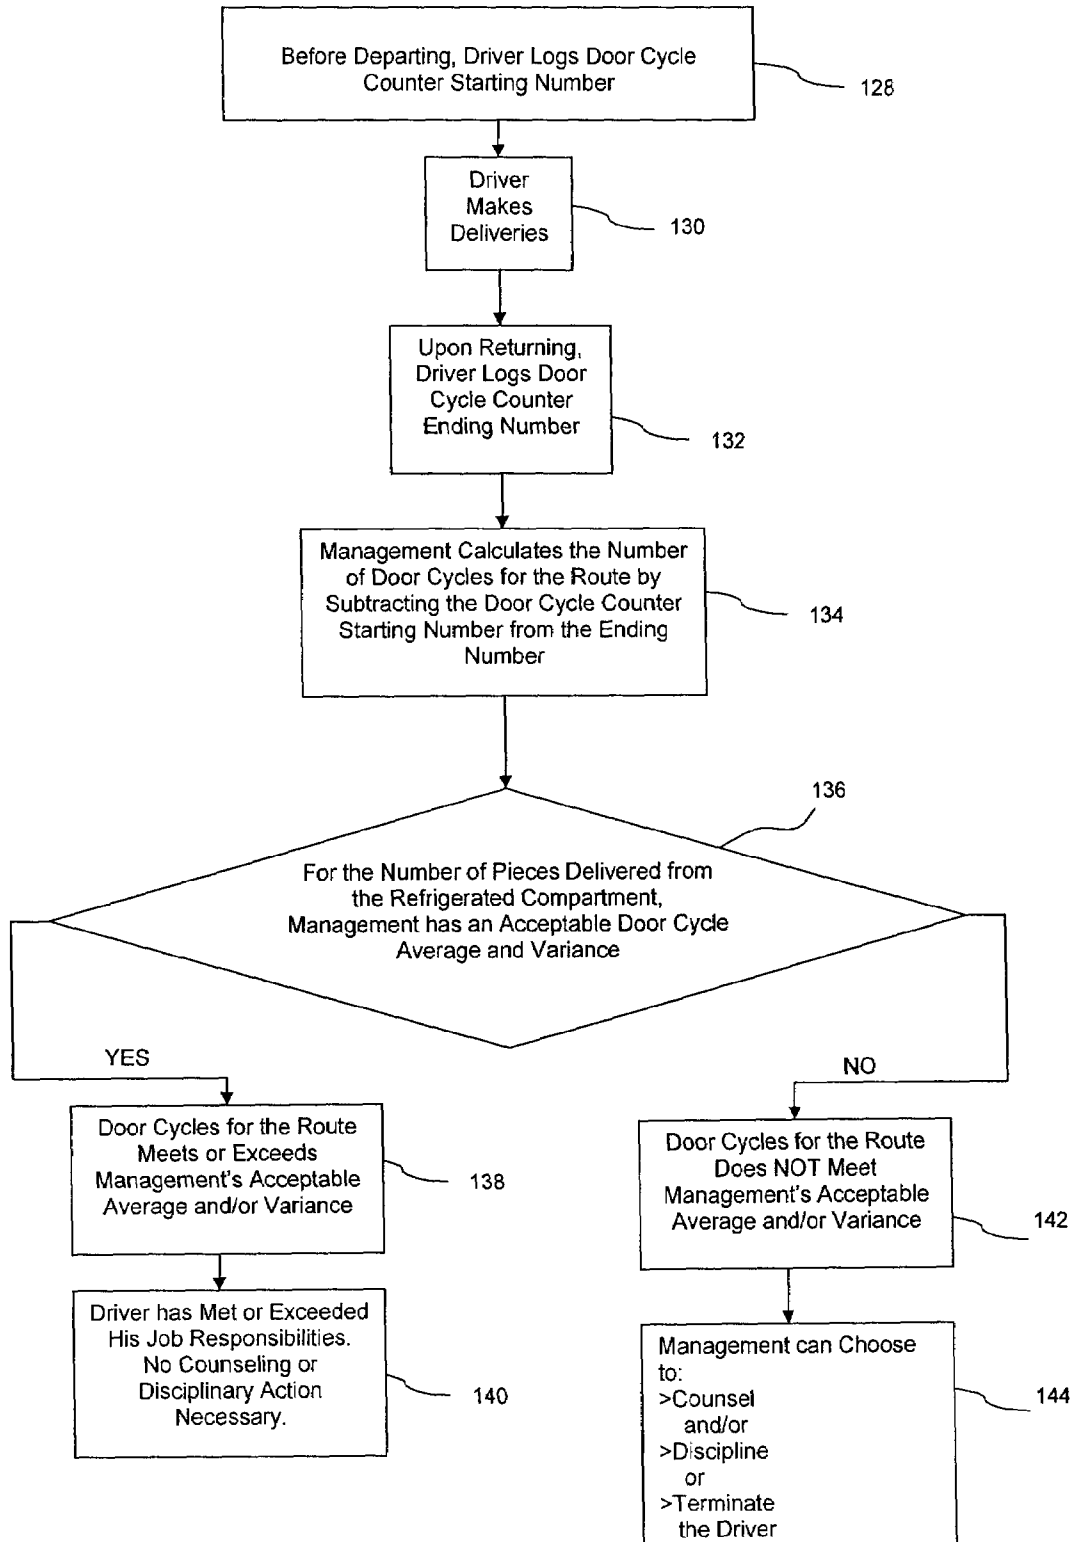 Before Departing, Driver Logs Door Cycle
Counter Starting Number
128
Driver
Makes
Deliveries
130
Upon Returning,
Driver Logs Door
Cycle Counter
Ending Number
132
Management Calculates the Number
of Door Cycles for the Route by
Subtracting the Door Cycle Counter
Starting Number from the Ending
Number
134
136
For the Number of Pieces Delivered from
the Refrigerated Compartment,
Management has an Acceptable Door Cycle
Average and Variance
YES
NO
Door Cycles for the Route
Meets or Exceeds
Management's Acceptable
Average and/or Variance
138
Door Cycles for the Route
Does NOT Meet
Management's Acceptable
Average and/or Variance
142
Driver has Met or Exceeded
His Job Responsibilities.
No Counseling or
Disciplinary Action
Necessary.
140
Management can Choose
to:
>Counsel
and/or
>Discipline
or
>Terminate
the Driver
144